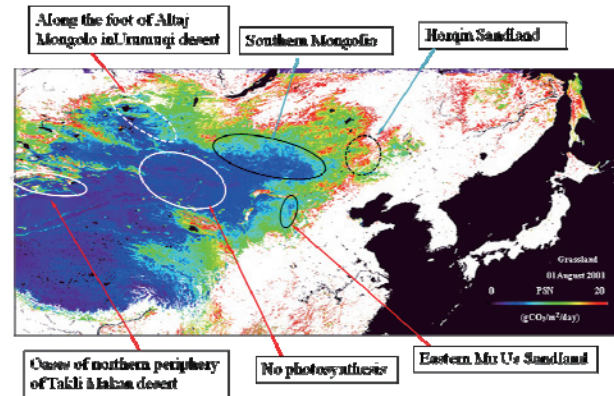 Along the foot of Altaj
Mongolo inUrumuqi desert
Southern Mongolia
Horqin Sandland
Grassland
01 August 2001
0 PSN 20
(gCO₂/m²/day)
Oases of northern periphery
of Takli Makan desert
No photosynthesis
Eastern Mu Us Sandland